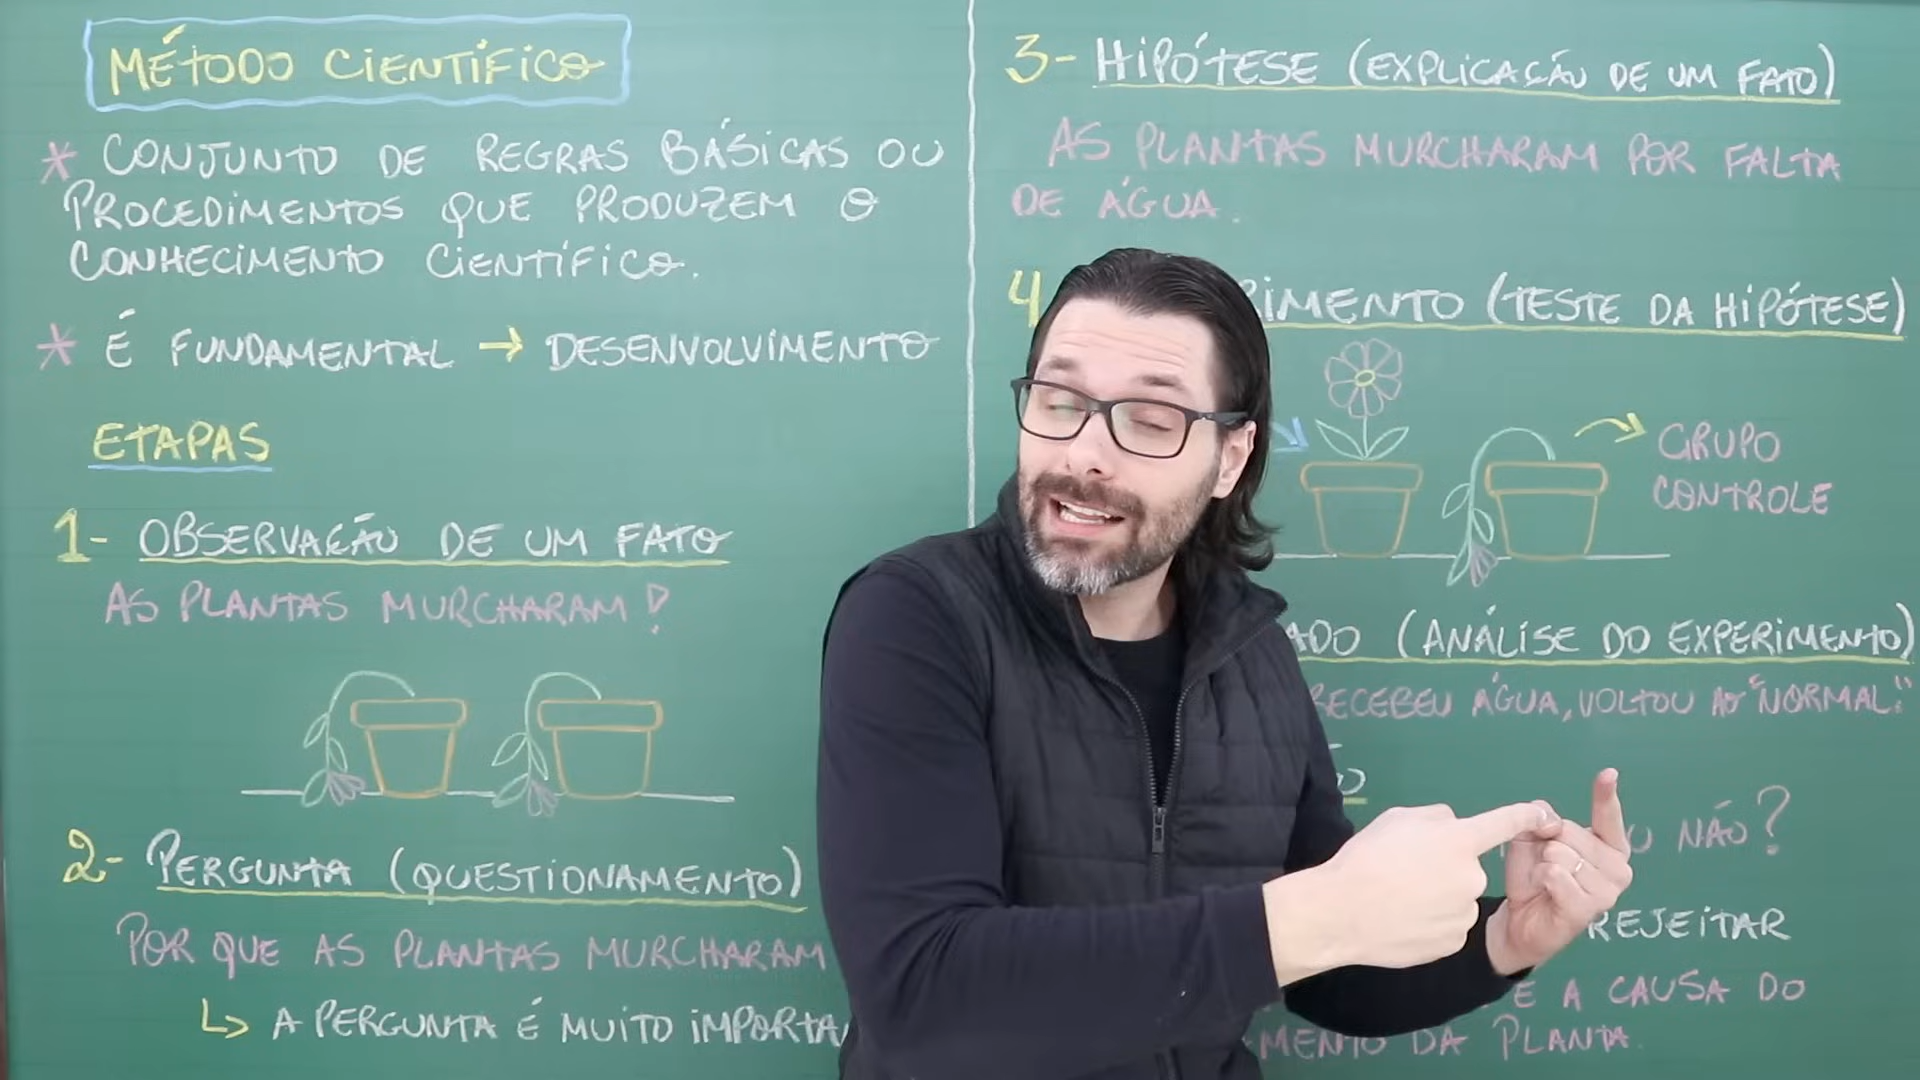 MÉTODO CIENTÍFICO
* CONJUNTO DE REGRAS BÁSICAS OU
PROCEDIMENTOS QUE PRODUZEM O
CONHECIMENTO CIENTÍFICO.
* É FUNDAMENTAL → DESENVOLVIMENTO
ETAPAS
1- OBSERVAÇÃO DE UM FATO
AS PLANTAS MURCHARAM!
2- PERGUNTA (QUESTIONAMENTO)
POR QUE AS PLANTAS MURCHARAM
↳ A PERGUNTA É MUITO
3- HIPÓTESE (EXPLICAÇÃO DE UM FATO)
AS PLANTAS MURCHARAM POR FALTA
DE ÁGUA.
4 (TESTE DA HIPÓTESE)
GRUPO
CONTROLE
(ANÁLISE DO EXPERIMENTO)
ÁGUA, VOLTOU AO "NORMAL."
NÃO?
REJEITAR
É A CAUSA DO
DA PLANTA.